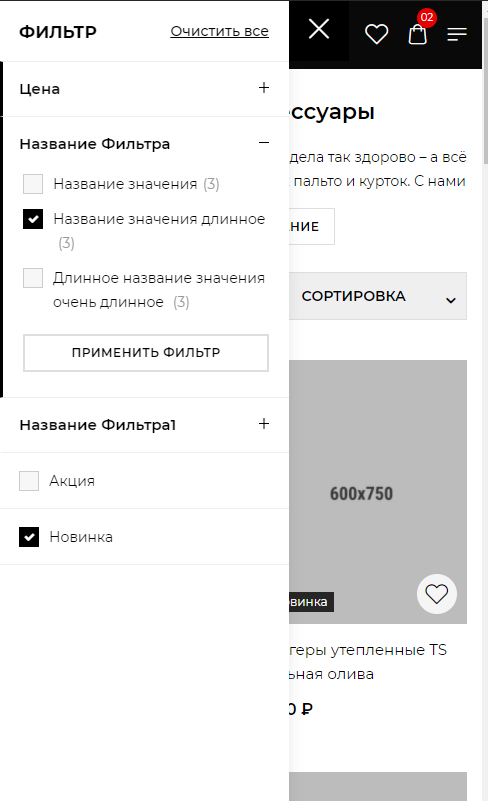 ФИЛЬТР
Очистить все
02
Цена
Название Фильтра
Название значения (3)
Название значения длинное
(3)
Длинное название значения
очень длинное (3)
ПРИМЕНИТЬ ФИЛЬТР
Название Фильтра1
Акция
Новинка
ссуары
дела так здорово – а всё
пальто и курток. С нами
НИЕ
СОРТИРОВКА
600x750
овинка
геры утепленные TS
ьная олива
0 ₽